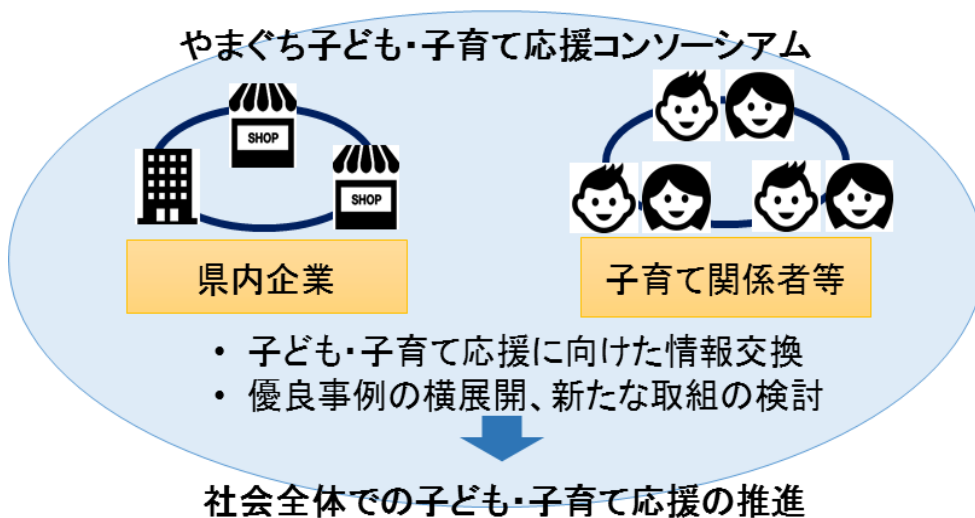 やまぐち子ども・子育て応援コンソーシアム
SHOP
SHOP
県内企業
子育て関係者等
• 子ども・子育て応援に向けた情報交換
• 優良事例の横展開、新たな取組の検討
社会全体での子ども・子育て応援の推進